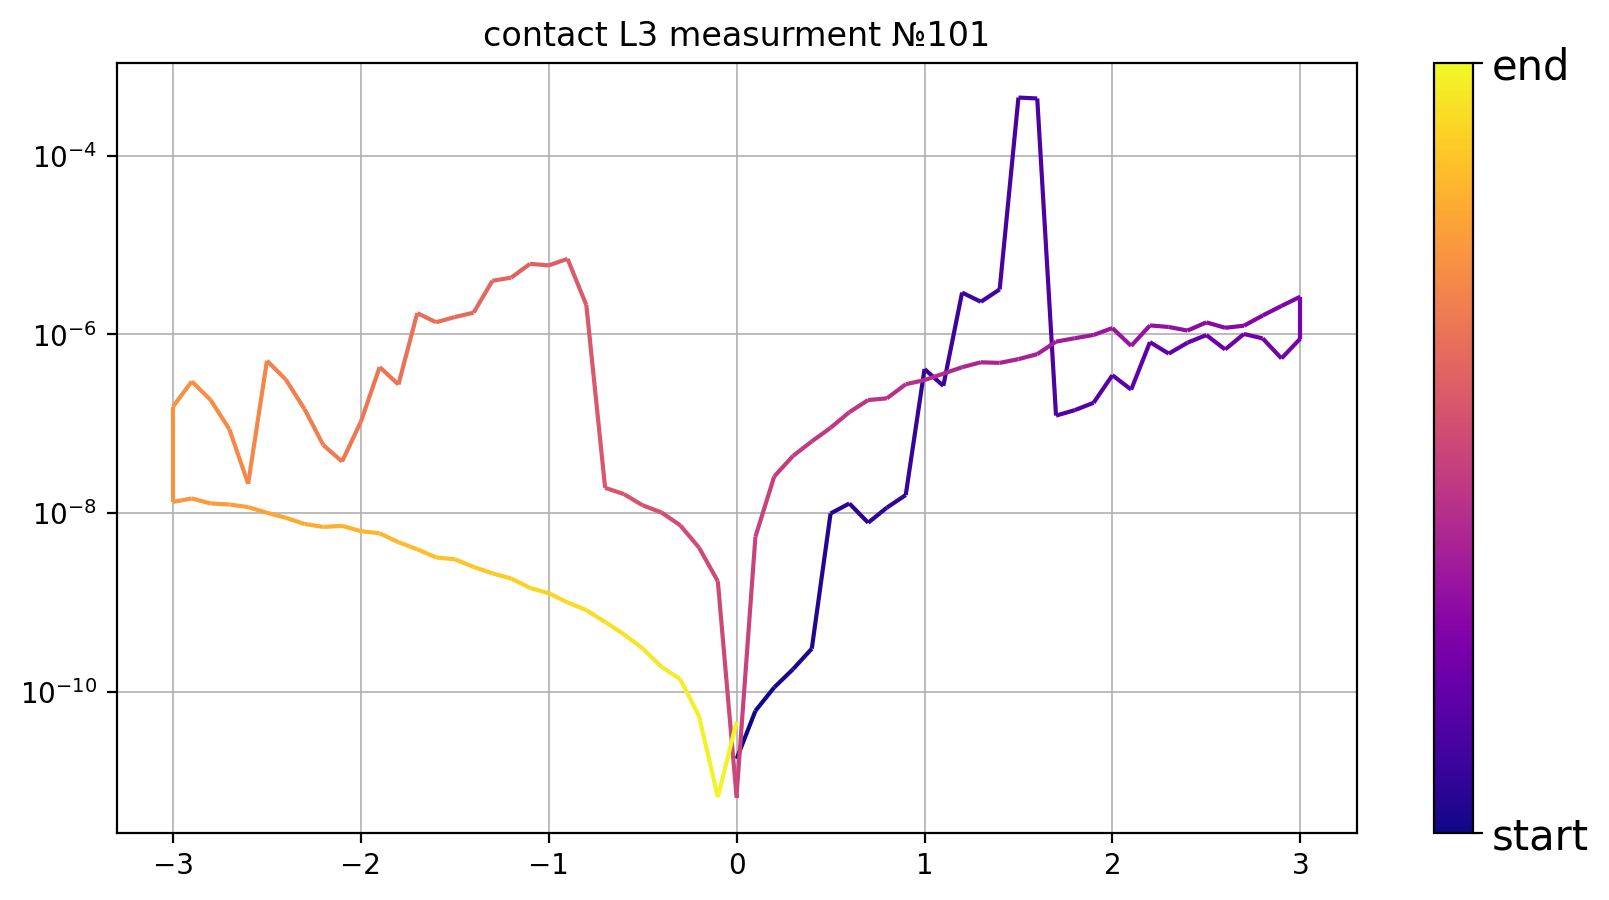 contact L3 measurment №101
10⁻⁴
10⁻⁶
10⁻⁸
10⁻¹⁰
−3 −2 −1 0 1 2 3
end
start